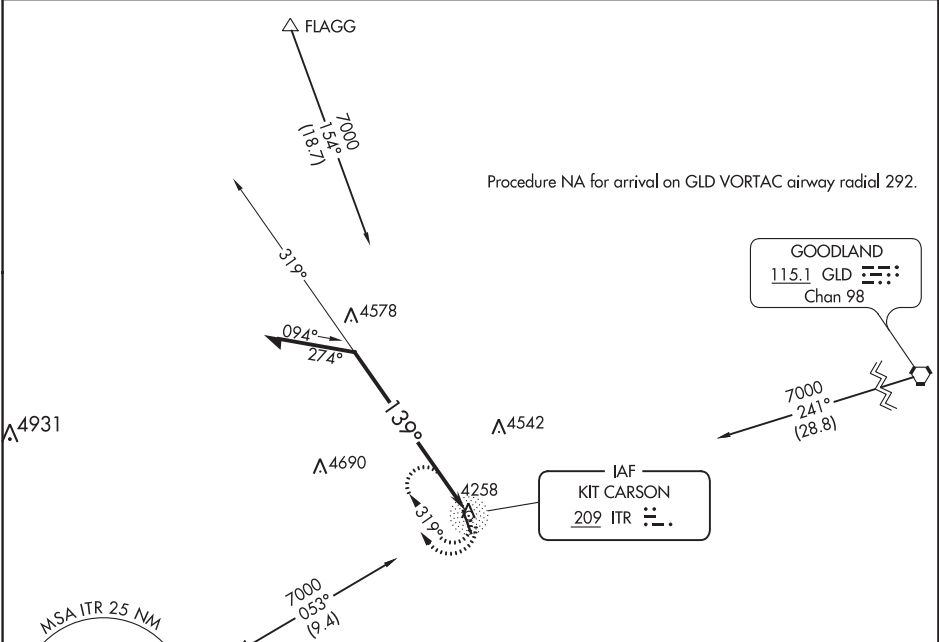 FLAGG
7000
154°
(18.7)
Procedure NA for arrival on GLD VORTAC airway radial 292.
319°
GOODLAND
115.1 GLD
Chan 98
4578
094°
274°
7000
241°
(28.8)
139°
4931
4542
4690
IAF
KIT CARSON
209 ITR
4258
319°
7000
053°
(9.4)
MSA ITR 25 NM